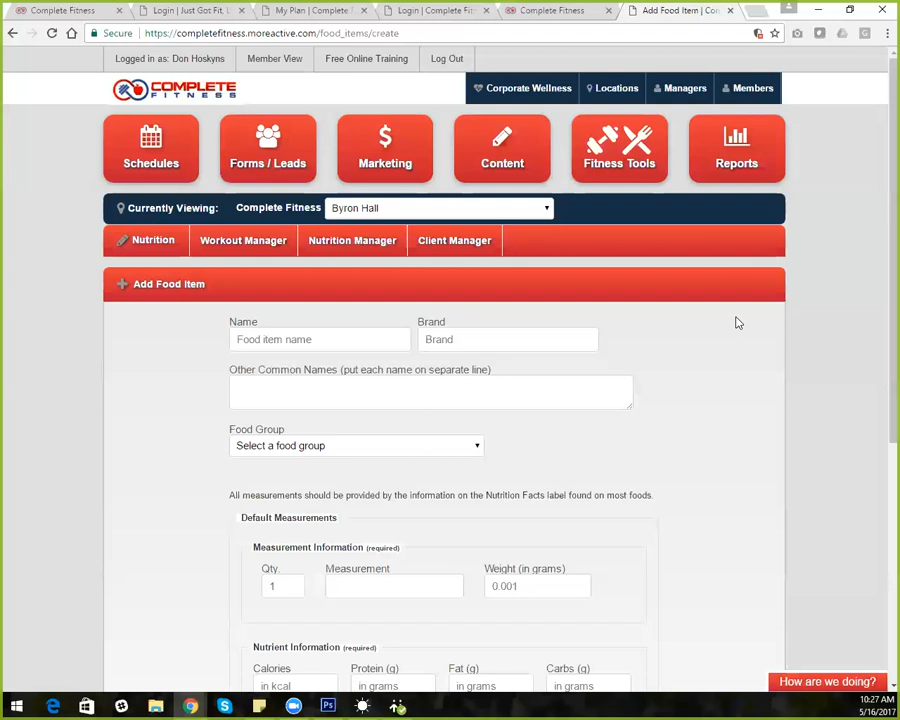 Complete Fitness
Login | Just Got Fit, L
My Plan | Complete F
Login | Complete Fitn
Complete Fitness
Add Food Item | Com
Secure
https://completefitness.moreactive.com/food_items/create
Logged in as: Don Hoskyns
Member View
Free Online Training
Log Out
COMPLETE
FITNESS
Corporate Wellness
Locations
Managers
Members
Schedules
Forms / Leads
Marketing
Content
Fitness Tools
Reports
Currently Viewing:
Complete Fitness
Byron Hall
Nutrition
Workout Manager
Nutrition Manager
Client Manager
Add Food Item
Name
Brand
Food item name
Brand
Other Common Names (put each name on separate line)
Food Group
Select a food group
All measurements should be provided by the information on the Nutrition Facts label found on most foods.
Default Measurements
Measurement Information (required)
Qty.
Measurement
Weight (in grams)
1
0.001
Nutrient Information (required)
Calories
Protein (g)
Fat (g)
Carbs (g)
in kcal
in grams
in grams
in grams
How are we doing?
Ps
10:27 AM
5/16/2017